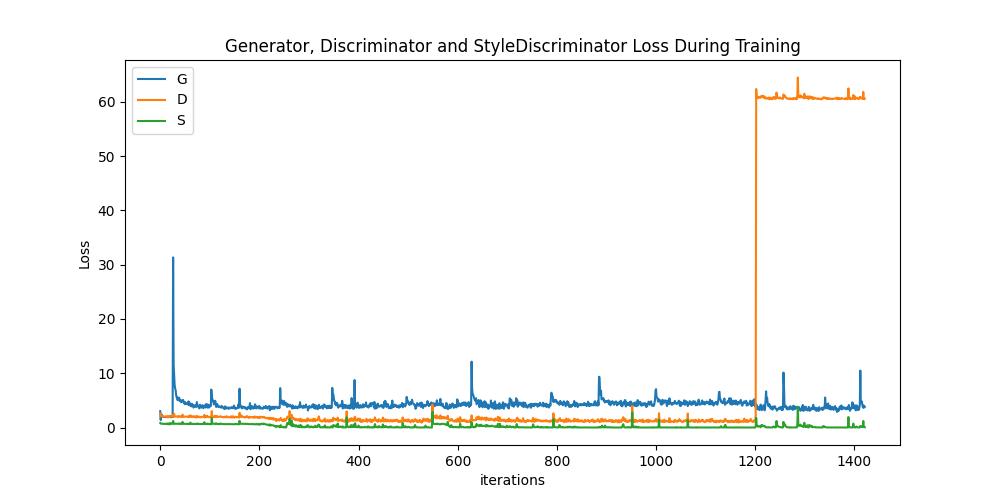 Generator, Discriminator and StyleDiscriminator Loss During Training
G
D
S
Loss
60
50
40
30
20
10
0
0 200 400 600 800 1000 1200 1400
iterations